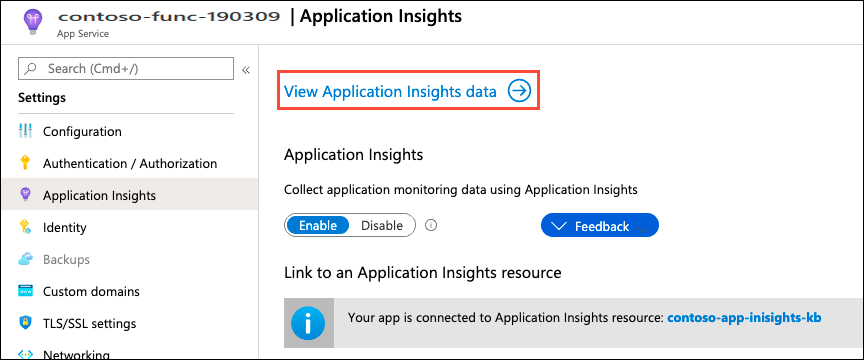 contoso-func-190309 | Application Insights
App Service
Search (Cmd+/)
«
Settings
Configuration
Authentication / Authorization
Application Insights
Identity
Backups
Custom domains
TLS/SSL settings
Networking
View Application Insights data
Application Insights
Collect application monitoring data using Application Insights
Enable Disable
Feedback
Link to an Application Insights resource
Your app is connected to Application Insights resource: contoso-app-inisights-kb